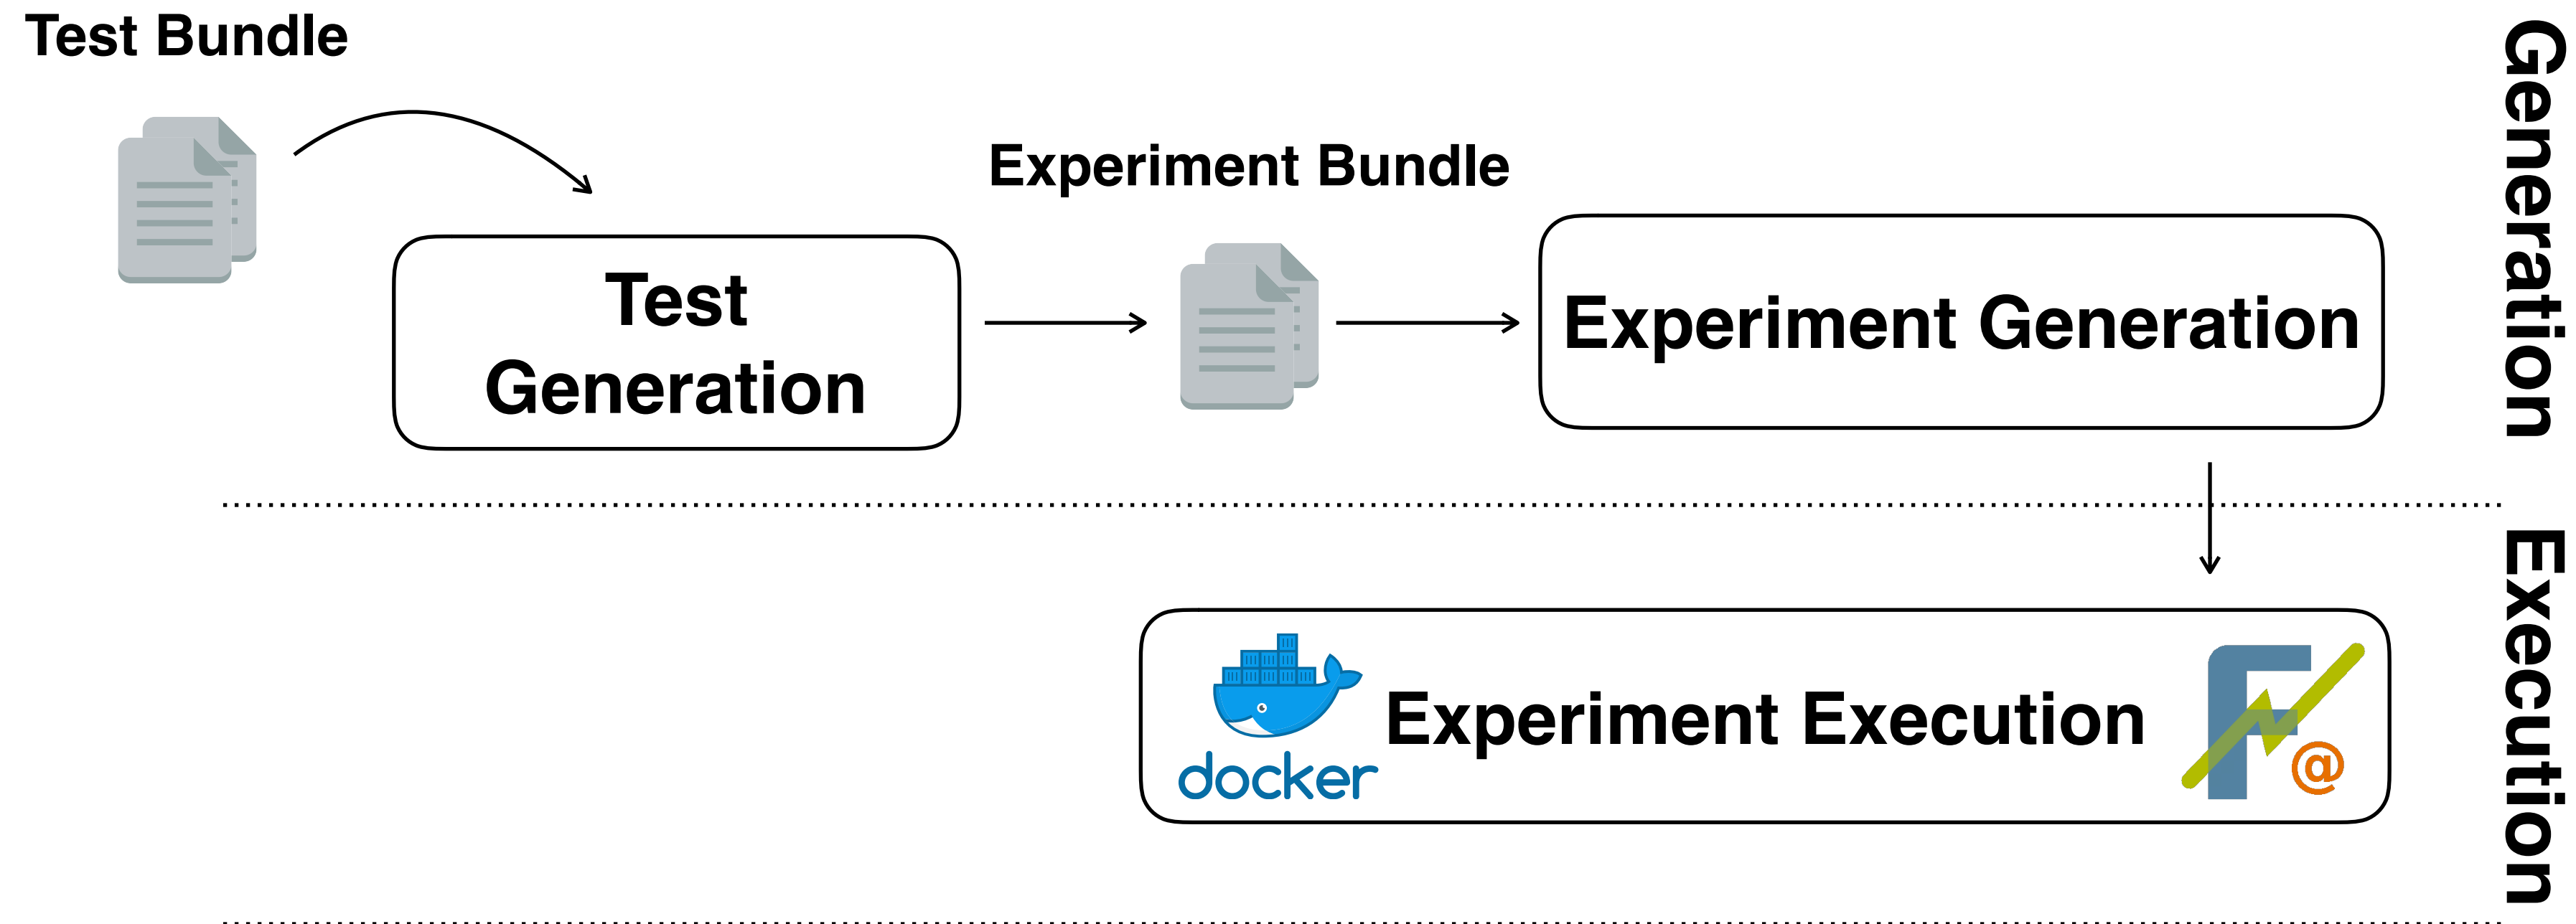 Test Bundle
Experiment Bundle
Test
Generation
Experiment Generation
Generation
docker
Experiment Execution
F@
Execution